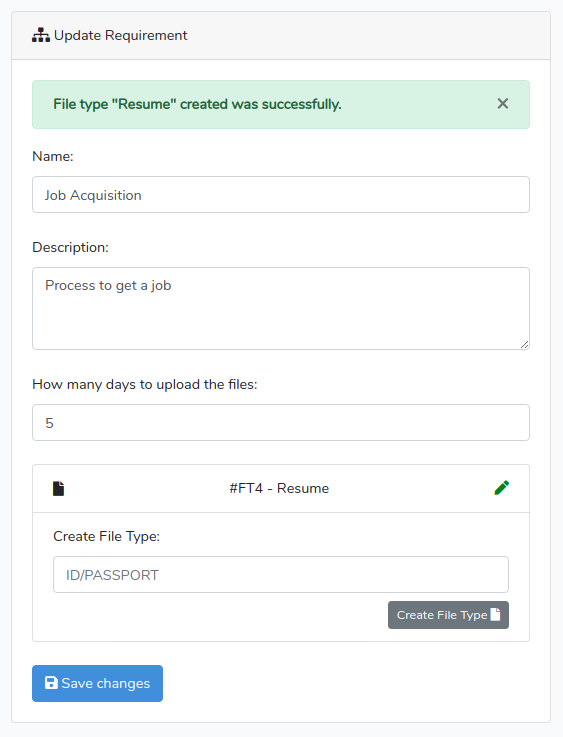 Update Requirement
File type "Resume" created was successfully. ×
Name:
Job Acquisition
Description:
Process to get a job
How many days to upload the files:
5
#FT4 - Resume
Create File Type:
ID/PASSPORT
Create File Type
Save changes